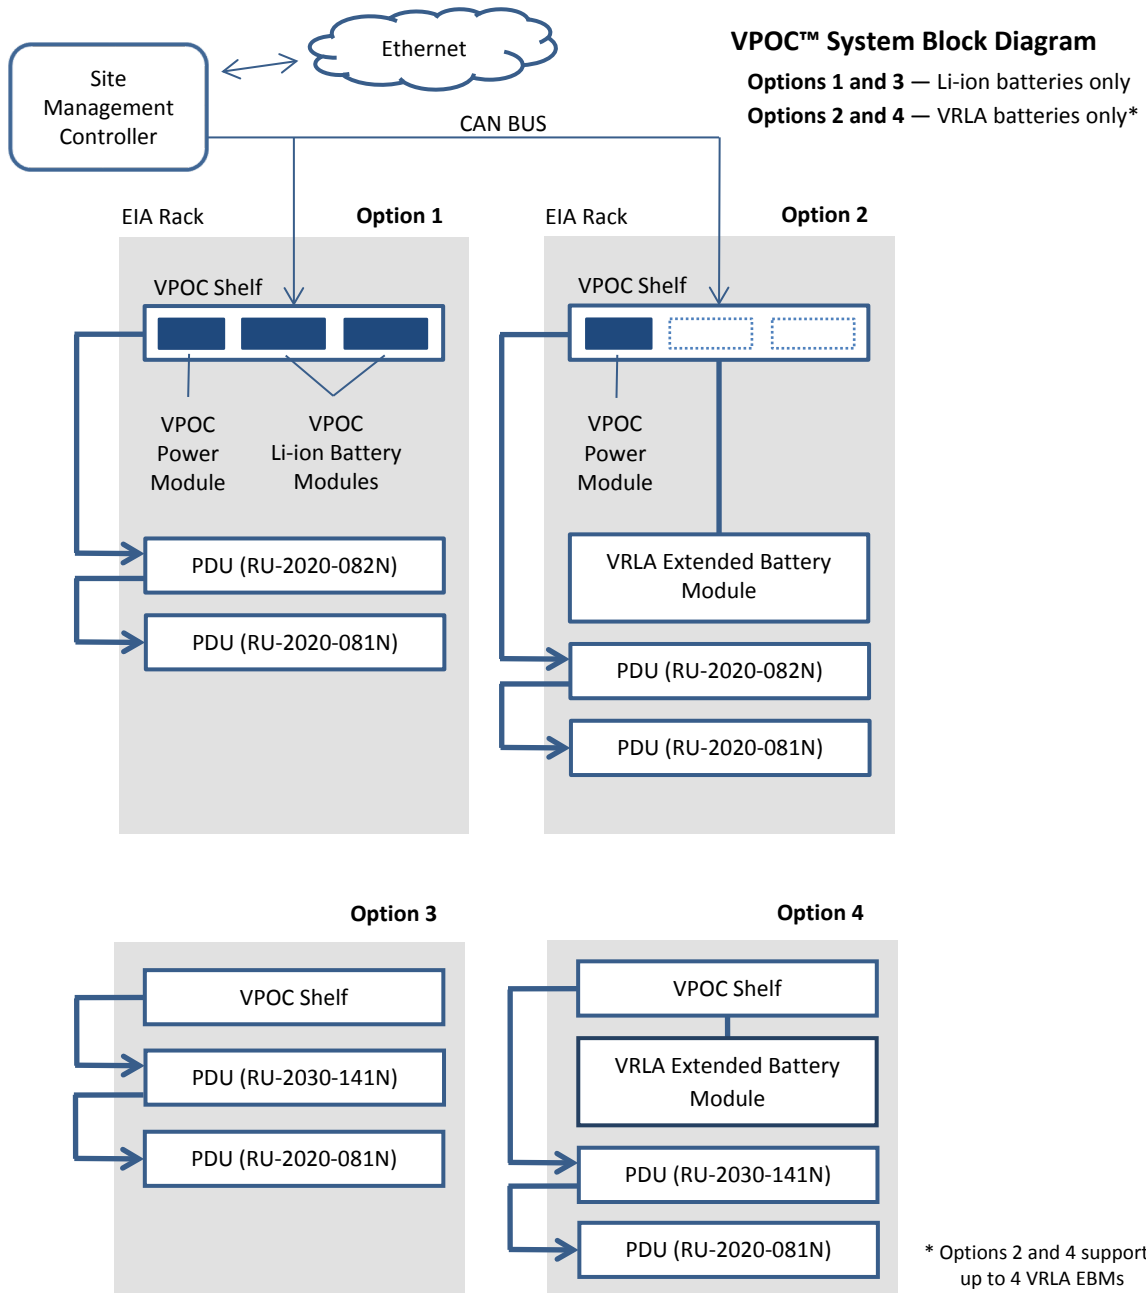 VPOC™ System Block Diagram
Options 1 and 3 — Li-ion batteries only
Options 2 and 4 — VRLA batteries only*
Ethernet
Site
Management
Controller
CAN BUS
EIA Rack
Option 1
VPOC Shelf
VPOC
Power
Module
VPOC
Li-ion Battery
Modules
PDU (RU-2020-082N)
PDU (RU-2020-081N)
EIA Rack
Option 2
VPOC Shelf
VPOC
Power
Module
VRLA Extended Battery
Module
PDU (RU-2020-082N)
PDU (RU-2020-081N)
Option 3
VPOC Shelf
PDU (RU-2030-141N)
PDU (RU-2020-081N)
Option 4
VPOC Shelf
VRLA Extended Battery
Module
PDU (RU-2030-141N)
PDU (RU-2020-081N)
* Options 2 and 4 support
up to 4 VRLA EBMs